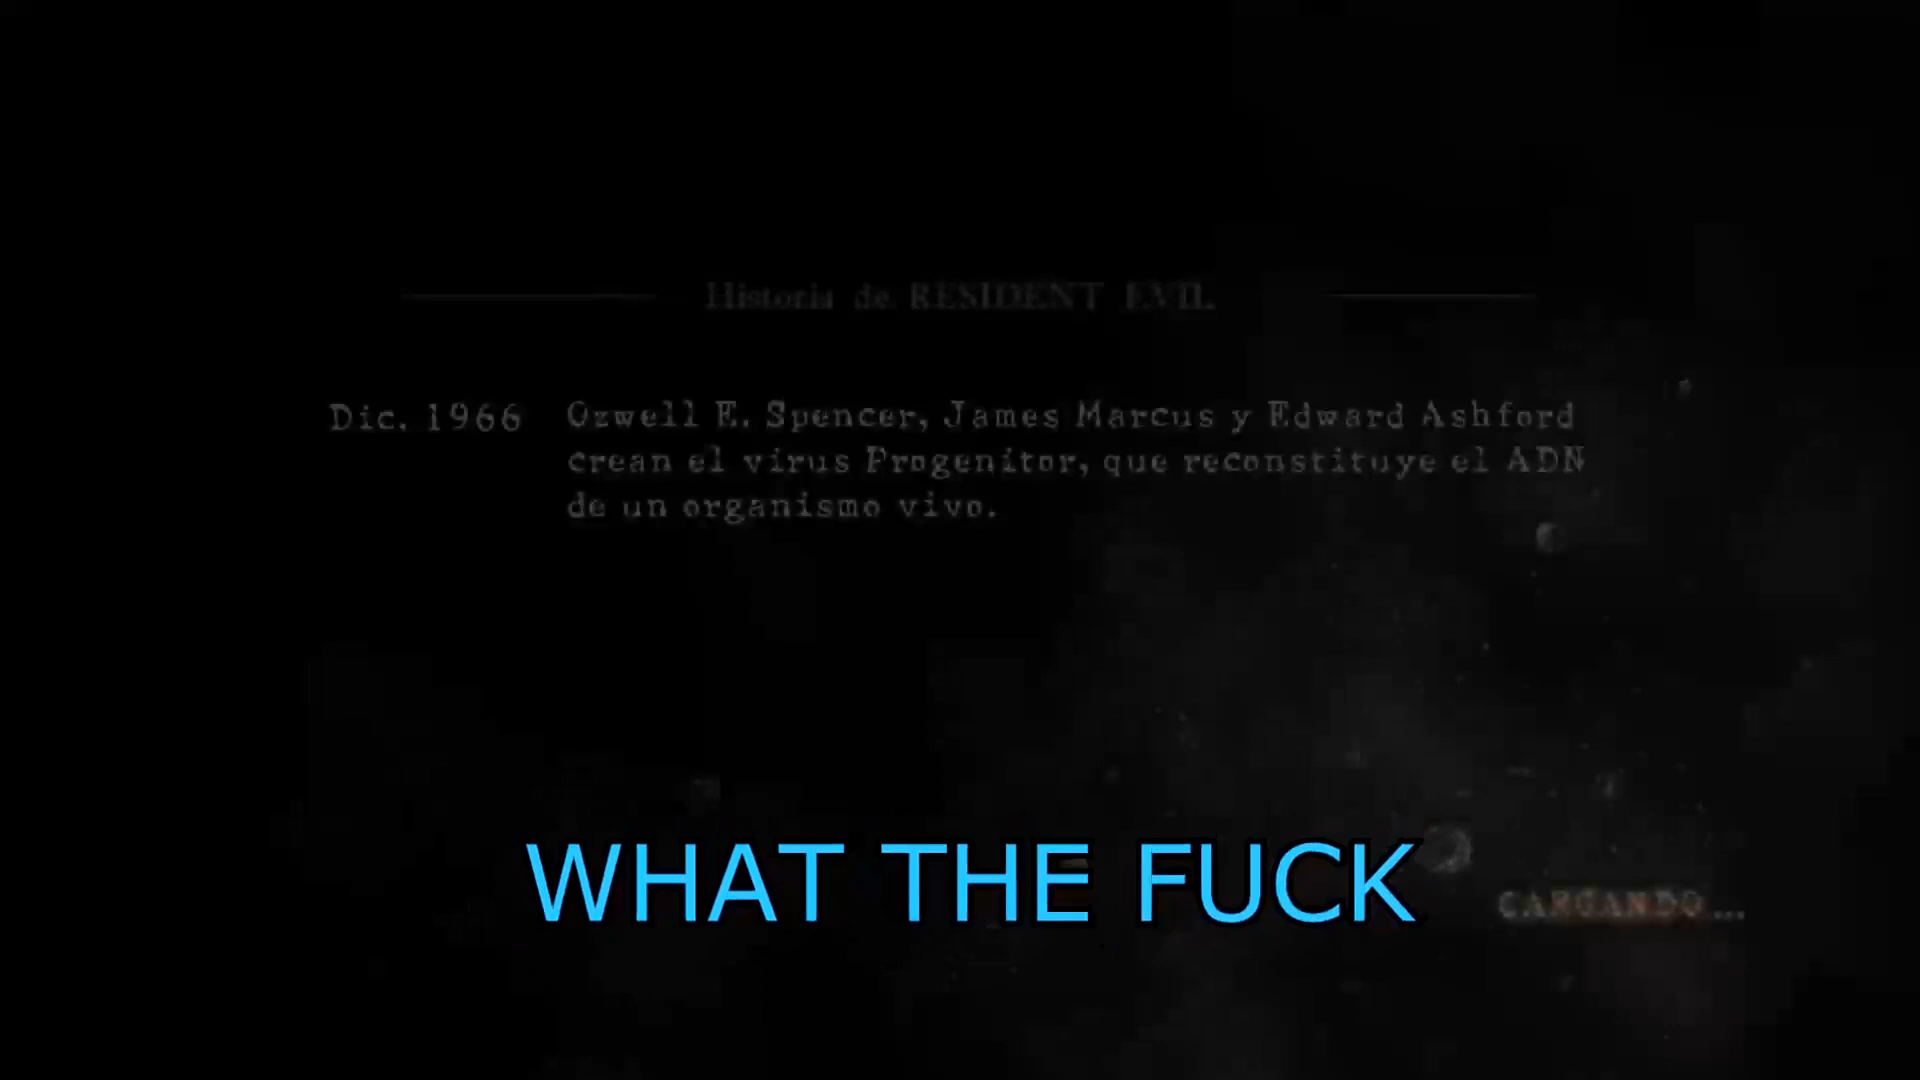 Historia de RESIDENT EVIL
Dic. 1966 Ozwell E. Spencer, James Marcus y Edward Ashford
crean el virus Progenitor, que reconstituye el ADN
de un organismo vivo.
WHAT THE FUCK
CARGANDO...